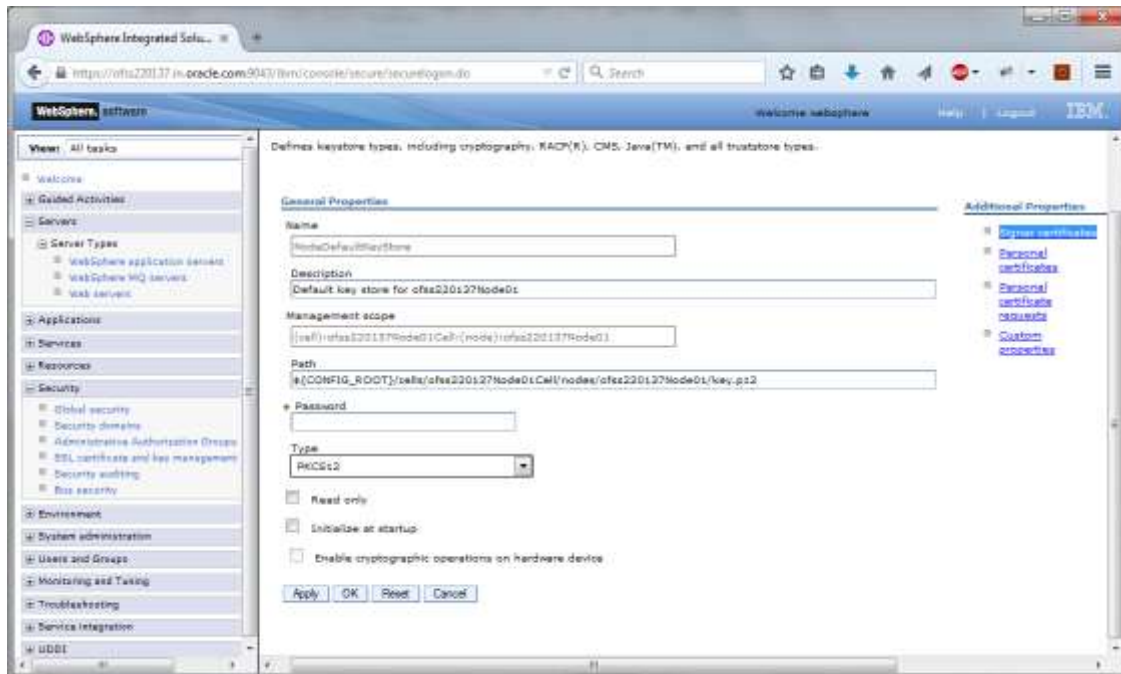 WebSphere Integrated Solu...
https://ofss220137.in.oracle.com:9043/ibm/console/secure/securelogon.do
Search
WebSphere. software
Welcome websphere
Help | Logout
IBM.
View: All tasks
Welcome
Guided Activities
Servers
Server Types
WebSphere application servers
WebSphere MQ servers
Web servers
Applications
Services
Resources
Security
Global security
Security domains
Administrative Authorization Groups
SSL certificate and key management
Security auditing
Bus security
Environment
System administration
Users and Groups
Monitoring and Tuning
Troubleshooting
Service integration
UDDI
Defines keystore types, including cryptography, RACF(R), CMS, Java(TM), and all truststore types.
General Properties
Name
NodeDefaultKeyStore
Description
Default key store for ofss220137Node01
Management scope
(cell):ofss220137Node01Cell:(node):ofss220137Node01
Path
${CONFIG_ROOT}/cells/ofss220137Node01Cell/nodes/ofss220137Node01/key.p12
* Password
Type
PKCS12
Read only
Initialize at startup
Enable cryptographic operations on hardware device
Apply OK Reset Cancel
Additional Properties
Signer certificates
Personal
certificates
Personal
certificate
requests
Custom
properties